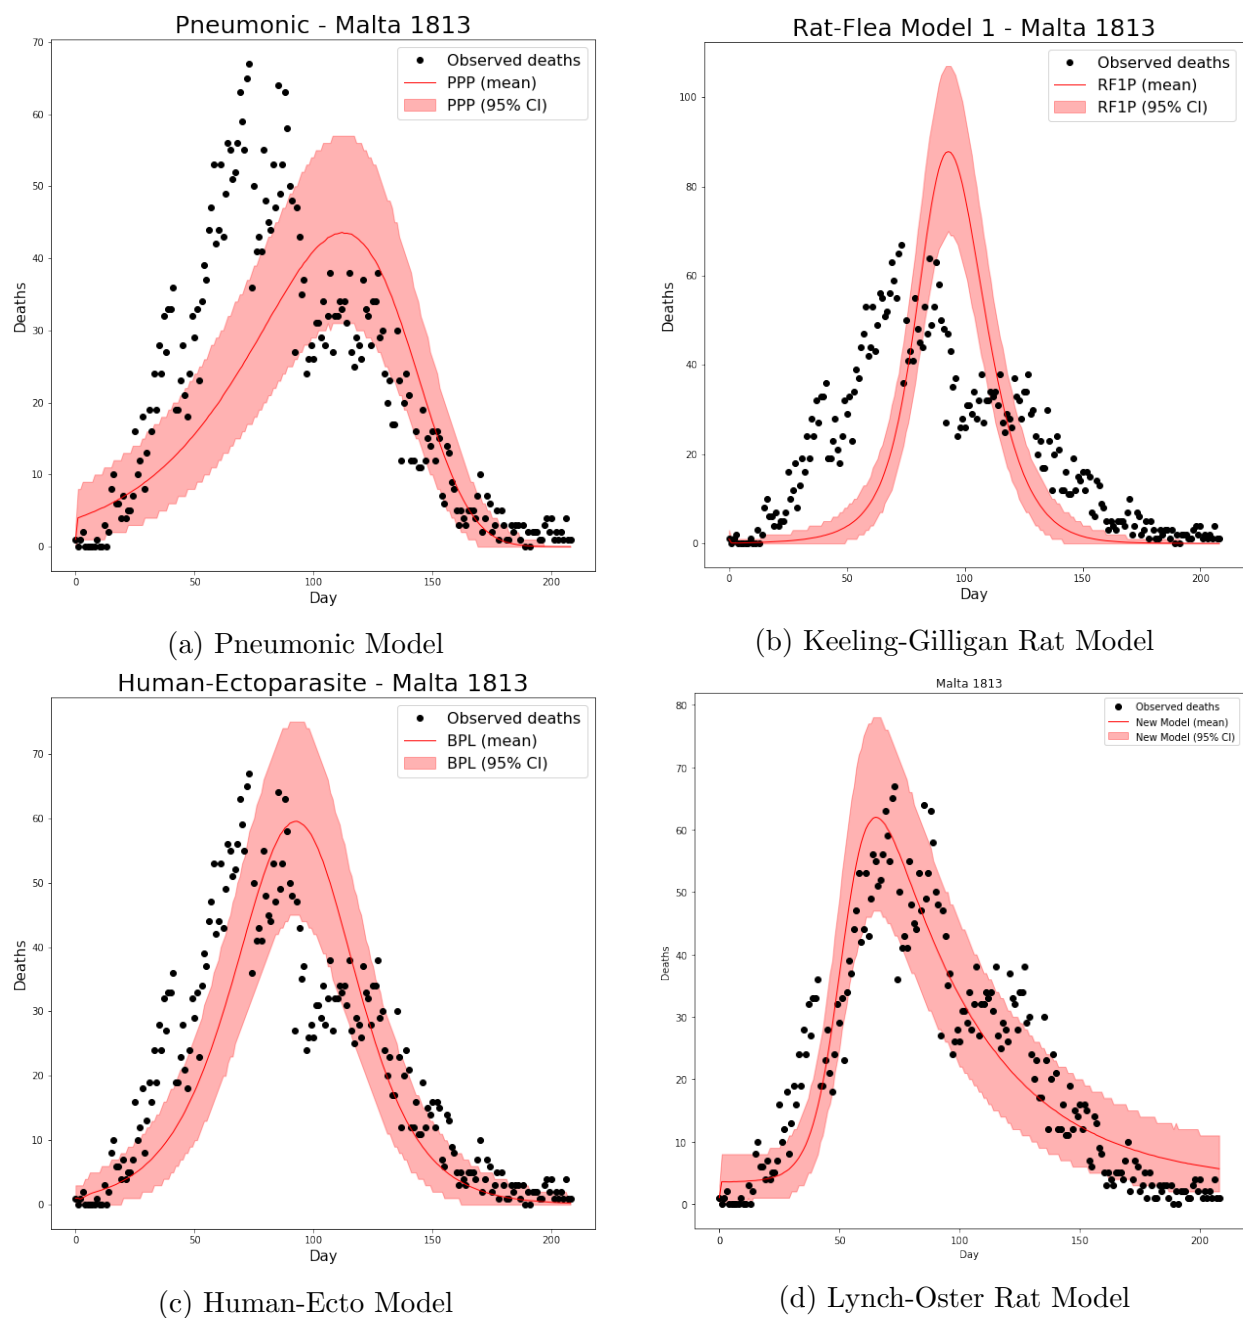 Pneumonic - Malta 1813
70
60
50
40
30
20
10
0
Deaths
0 50 100 150 200
Day
Observed deaths
PPP (mean)
PPP (95% CI)
(a) Pneumonic Model
Rat-Flea Model 1 - Malta 1813
100
80
60
40
20
0
Deaths
0 50 100 150 200
Day
Observed deaths
RF1P (mean)
RF1P (95% CI)
(b) Keeling-Gilligan Rat Model
Human-Ectoparasite - Malta 1813
70
60
50
40
30
20
10
0
Deaths
0 50 100 150 200
Day
Observed deaths
BPL (mean)
BPL (95% CI)
(c) Human-Ecto Model
Malta 1813
80
70
60
50
40
30
20
10
0
Deaths
0 50 100 150 200
Day
Observed deaths
New Model (mean)
New Model (95% CI)
(d) Lynch-Oster Rat Model